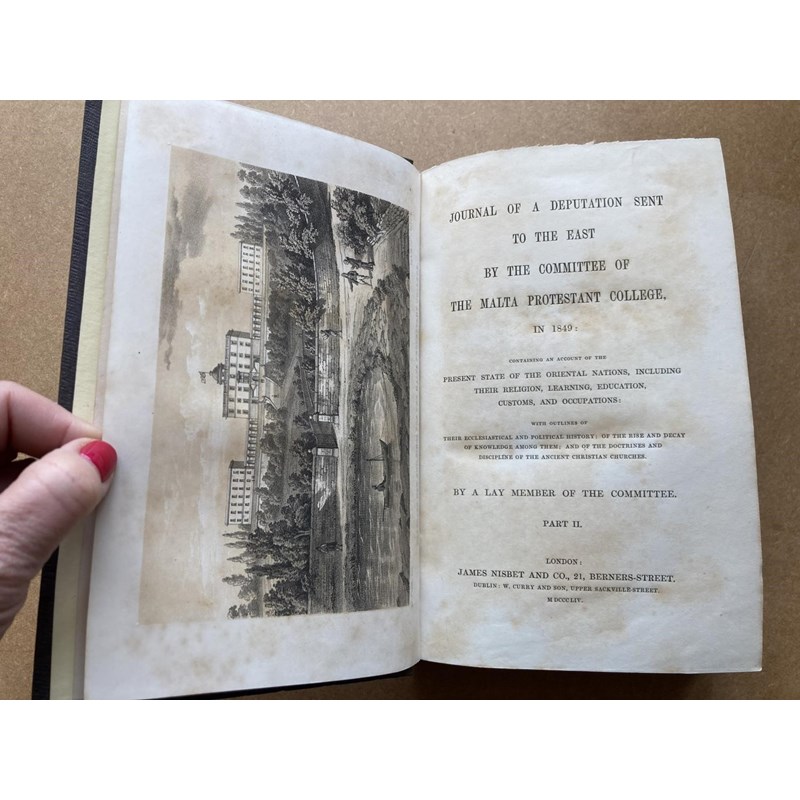 JOURNAL OF A DEPUTATION SENT
TO THE EAST
BY THE COMMITTEE OF
THE MALTA PROTESTANT COLLEGE,
IN 1849:
CONTAINING AN ACCOUNT OF THE
PRESENT STATE OF THE ORIENTAL NATIONS, INCLUDING
THEIR RELIGION, LEARNING, EDUCATION,
CUSTOMS, AND OCCUPATIONS:
WITH OUTLINES OF
THEIR ECCLESIASTICAL AND POLITICAL HISTORY; OF THE RISE AND DECAY
OF KNOWLEDGE AMONG THEM; AND OF THE DOCTRINES AND
DISCIPLINE OF THE ANCIENT CHRISTIAN CHURCHES.
BY A LAY MEMBER OF THE COMMITTEE.
PART II.
LONDON:
JAMES NISBET AND CO., 21, BERNERS-STREET.
DUBLIN: W. CURRY AND SON, UPPER SACKVILLE-STREET.
MDCCCLIV.